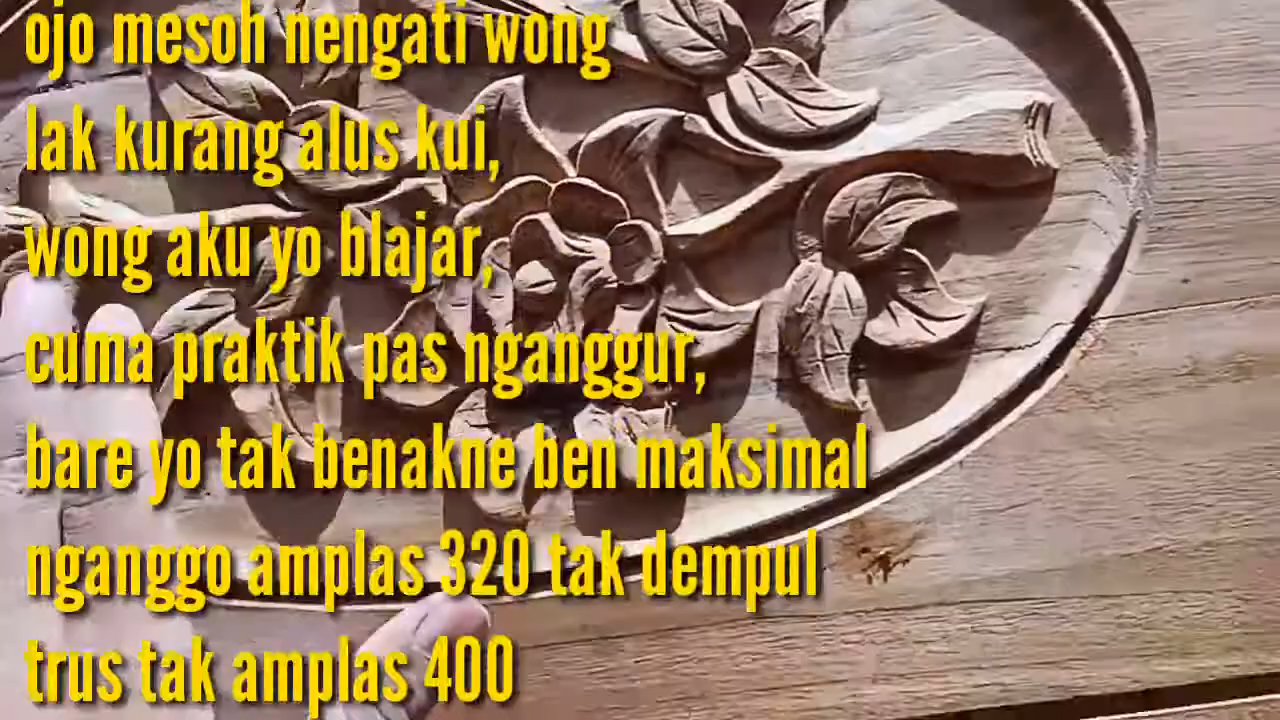 ojo mesoh nengati wong
lak kurang alus kui,
wong aku yo blajar,
cuma praktik pas nganggur,
bare yo tak benakne ben maksimal
nganggo amplas 320 tak dempul
trus tak amplas 400